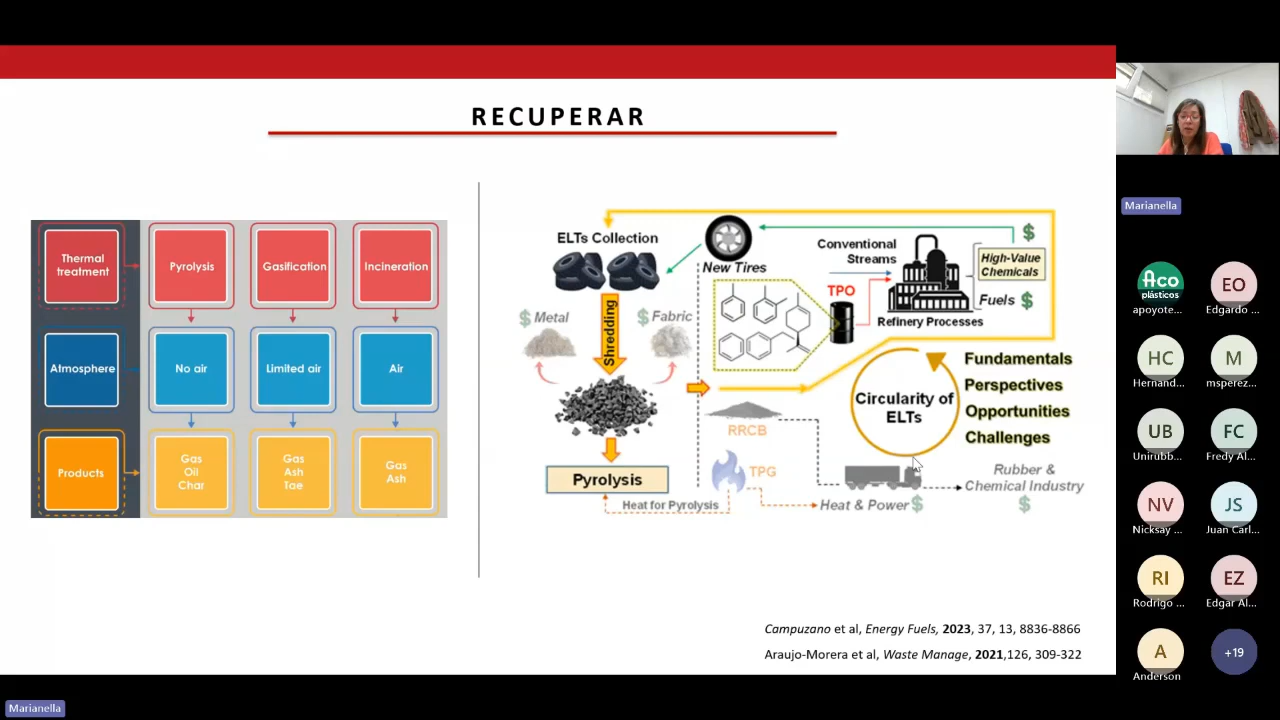 RECUPERAR
Thermal
treatment
Pyrolysis
Gasification
Incineration
Atmosphere
No air
Limited air
Air
Products
Gas
Oil
Char
Gas
Ash
Tae
Gas
Ash
ELTs Collection
New Tires
Conventional
Streams
$
High-Value
Chemicals
Fuels $
TPO
Refinery Processes
$ Metal
$ Fabric
Shredding
Circularity of
ELTs
Fundamentals
Perspectives
Opportunities
Challenges
RRCB
TPG
Pyrolysis
Heat for Pyrolysis
Heat & Power $
Rubber &
Chemical Industry
$
Campuzano et al, Energy Fuels, 2023, 37, 13, 8836-8866
Araujo-Morera et al, Waste Manage, 2021,126, 309-322
Marianella
Aco
plásticos
apoyote...
EO
Edgardo ...
HC
Hernand...
M
msperez...
UB
Unirubb...
FC
Fredy Al...
NV
Nicksay ...
JS
Juan Carl...
RI
Rodrigo ...
EZ
Edgar Al...
A
Anderson
+19
Marianella